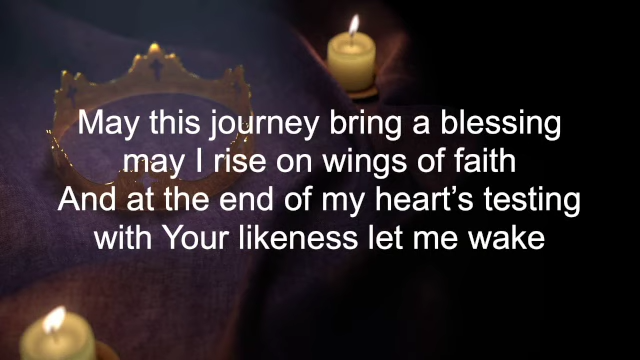 May this journey bring a blessing
may I rise on wings of faith
And at the end of my heart’s testing
with Your likeness let me wake